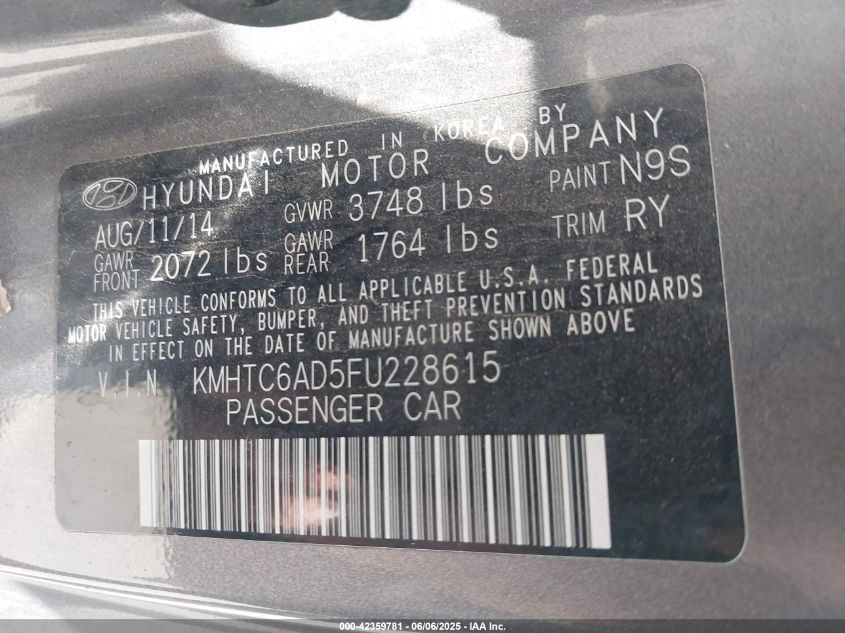 MANUFACTURED IN KOREA BY
HYUNDAI MOTOR COMPANY
AUG/11/14 GVWR 3748 lbs PAINT N9S
GAWR FRONT 2072 lbs GAWR REAR 1764 lbs TRIM RY
THIS VEHICLE CONFORMS TO ALL APPLICABLE U.S.A. FEDERAL
MOTOR VEHICLE SAFETY, BUMPER, AND THEFT PREVENTION STANDARDS
IN EFFECT ON THE DATE OF MANUFACTURE SHOWN ABOVE
V.I.N KMHTC6AD5FU228615
PASSENGER CAR
000-42359781 - 06/06/2025 - IAA Inc.